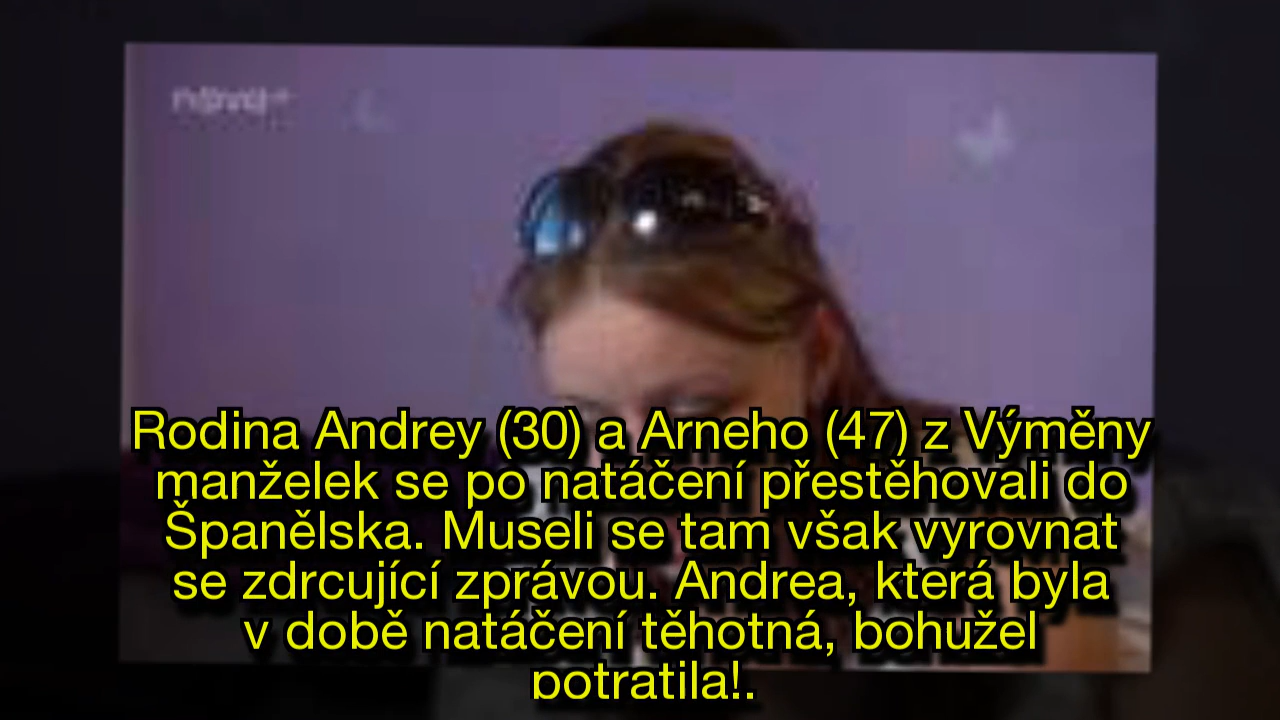 nova
Rodina Andrey (30) a Arneho (47) z Výměny
manželek se po natáčení přestěhovali do
Španělska. Museli se tam však vyrovnat
se zdrcující zprávou. Andrea, která byla
v době natáčení těhotná, bohužel
potratila!.